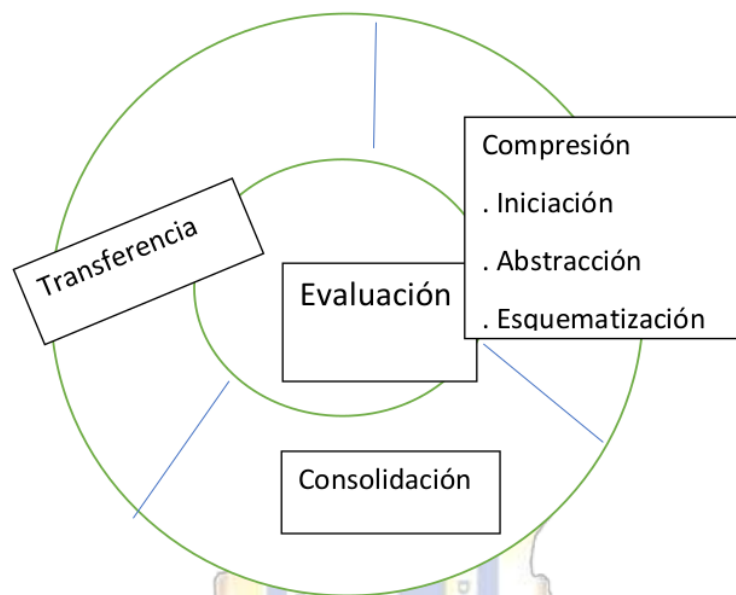 Compresión
. Iniciación
. Abstracción
. Esquematización
Transferencia
Evaluación
Consolidación